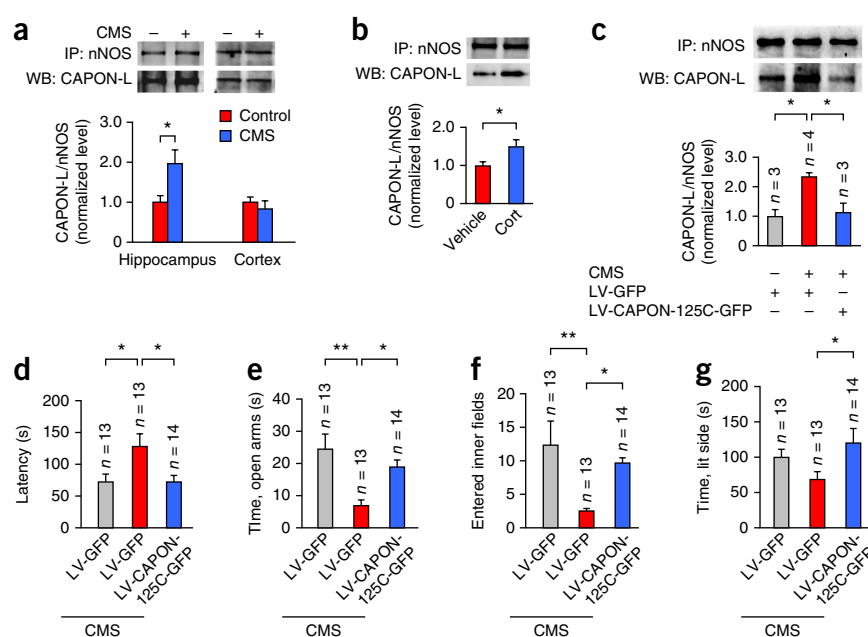 a
CMS – + – +
IP: nNOS
WB: CAPON-L
Control
CMS
*
CAPON-L/nNOS
(normalized level)
3.0
2.0
1.0
0
Hippocampus Cortex
b
IP: nNOS
WB: CAPON-L
*
CAPON-L/nNOS
(normalized level)
2.0
1.0
0
Vehicle Cort
c
IP: nNOS
WB: CAPON-L
* *
CAPON-L/nNOS
(normalized level)
3.0
2.0
1.0
0
n = 3 n = 4 n = 3
CMS – + +
LV-GFP + + –
LV-CAPON-125C-GFP – – +
d
* *
Latency (s)
200
150
100
50
0
n = 13 n = 13 n = 14
LV-GFP LV-GFP LV-CAPON-
125C-GFP
CMS
e
** *
TIme, open arms (s)
40
30
20
10
0
n = 13 n = 13 n = 14
LV-GFP LV-GFP LV-CAPON-
125C-GFP
CMS
f
** *
Entered inner fields
20
15
10
5
0
n = 13 n = 13 n = 14
LV-GFP LV-GFP LV-CAPON-
125C-GFP
CMS
g
*
Time, lit side (s)
200
150
100
50
0
n = 13 n = 13 n = 14
LV-GFP LV-GFP LV-CAPON-
125C-GFP
CMS